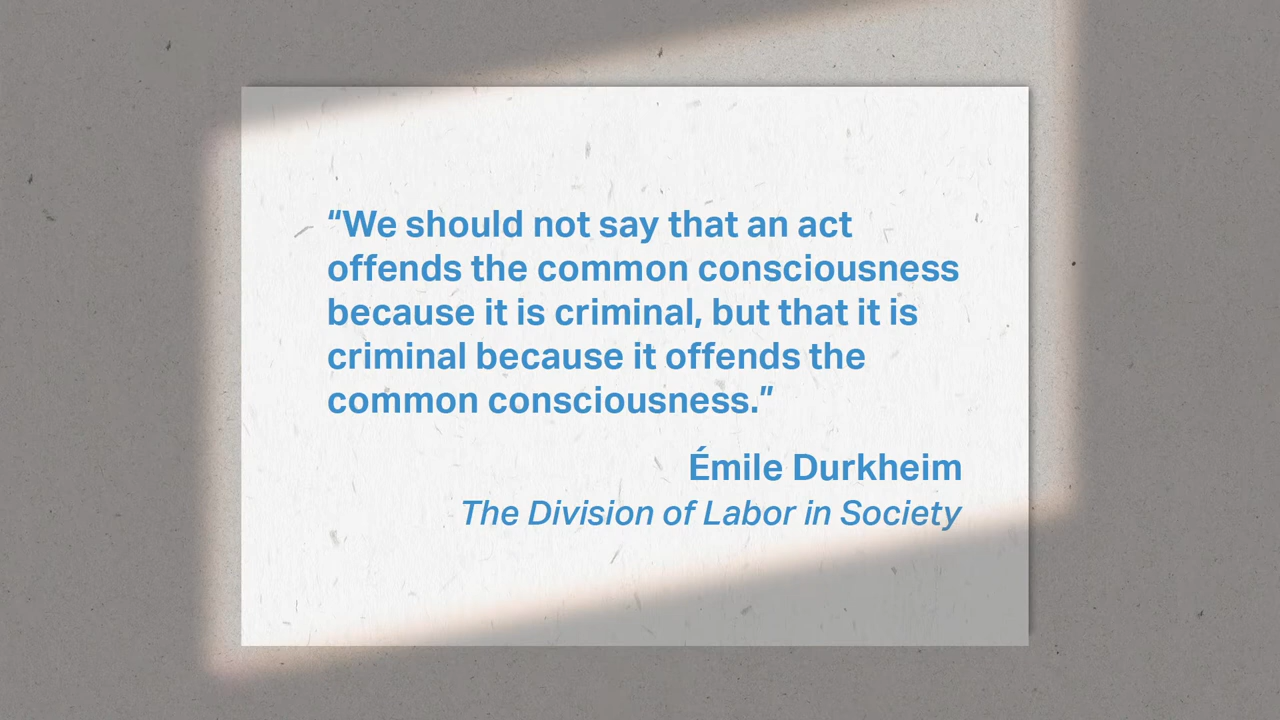 “We should not say that an act
offends the common consciousness
because it is criminal, but that it is
criminal because it offends the
common consciousness.”
Émile Durkheim
The Division of Labor in Society